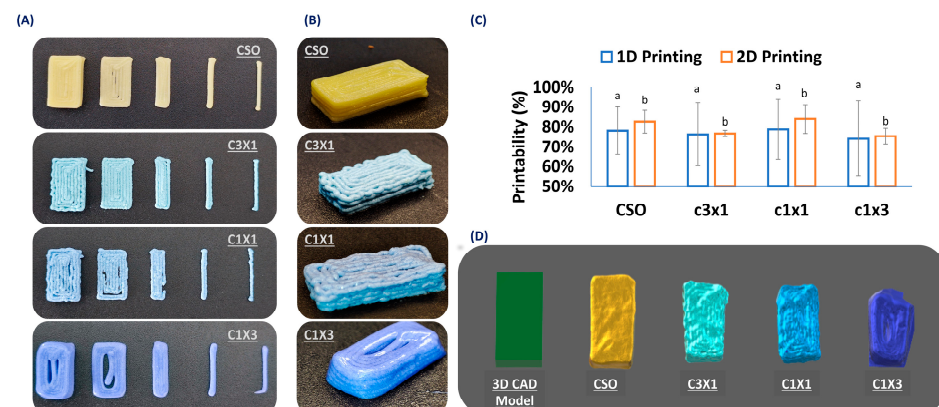 (A)
CSO
C3X1
C1X1
C1X3
(B)
CSO
C3X1
C1X1
C1X3
(C)
1D Printing
2D Printing
Printability (%)
100%
90%
80%
70%
60%
50%
a
b
a
b
a
b
a
b
CSO
c3x1
c1x1
c1x3
(D)
3D CAD
Model
CSO
C3X1
C1X1
C1X3